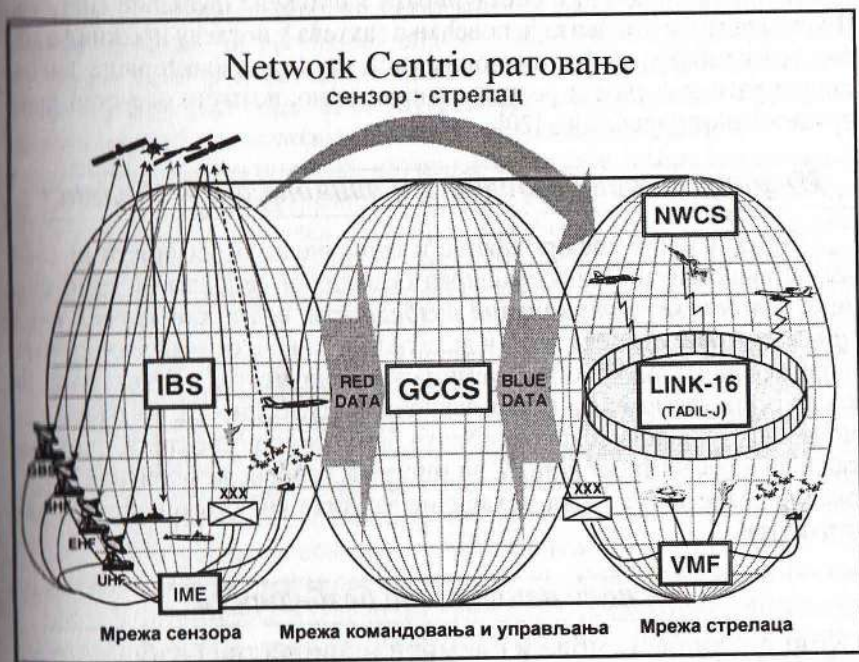 Network Centric ратовање
сензор - стрелац
NWCS
IBS
RED
DATA
GCCS
BLUE
DATA
LINK-16
(TADIL-J)
GBS
SHF
EHF
UHF
XXX
XXX
IME
VMF
Мрежа сензора
Мрежа командовања и управљања
Мрежа стрелаца